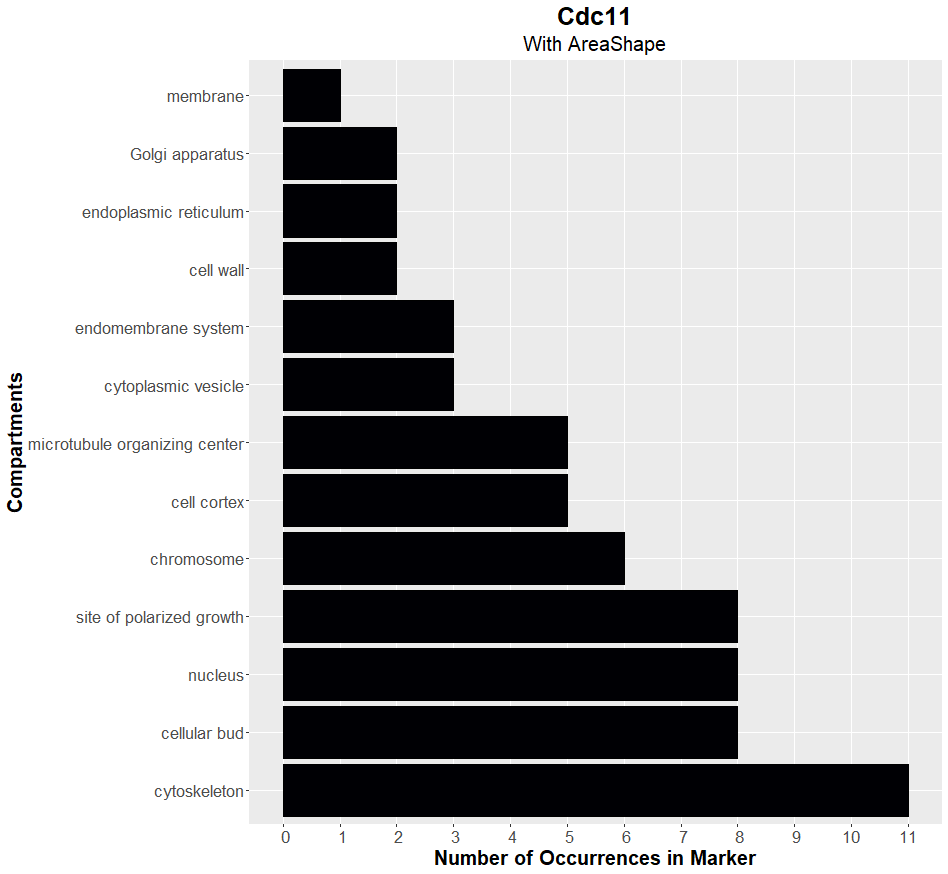 Cdc11
With AreaShape
Compartments
membrane
Golgi apparatus
endoplasmic reticulum
cell wall
endomembrane system
cytoplasmic vesicle
microtubule organizing center
cell cortex
chromosome
site of polarized growth
nucleus
cellular bud
cytoskeleton
0 1 2 3 4 5 6 7 8 9 10 11
Number of Occurrences in Marker